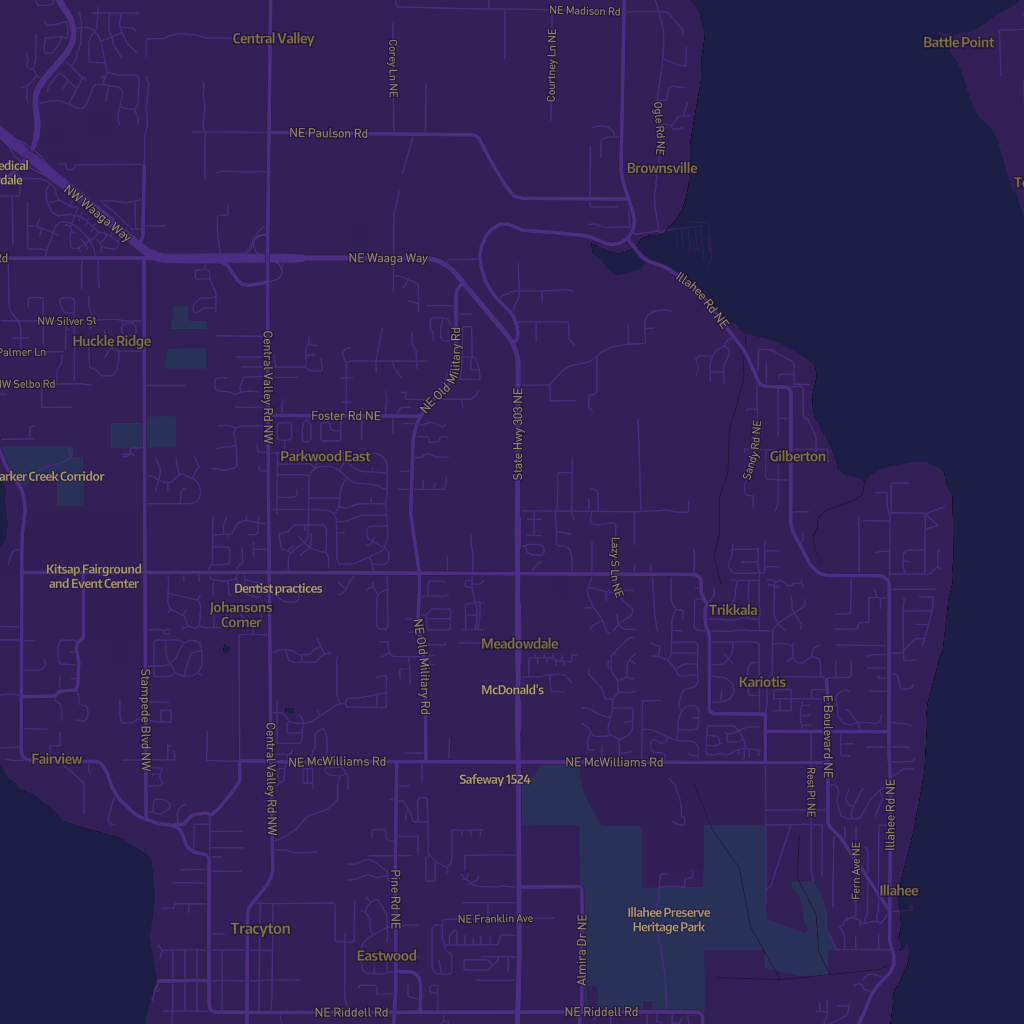 NE Madison Rd
Central Valley
Corey Ln NE
Courtney Ln NE
Battle Point
NE Paulson Rd
Ogle Rd NE
Brownsville
edical
dale
NW Waaga Way
Rd
NE Waaga Way
Illahee Rd NE
NW Silver St
Huckle Ridge
Palmer Ln
NW Selbo Rd
Central Valley Rd NW
NE Old Military Rd
Foster Rd NE
State Hwy 303 NE
Parkwood East
Sandy Rd NE
Gilberton
arker Creek Corridor
Lazy S Ln NE
Kitsap Fairground
and Event Center
Dentist practices
Johansons
Corner
Trikkala
NE Old Military Rd
Meadowdale
McDonald's
Kariotis
Stampede Blvd NW
E Boulevard NE
Central Valley Rd NW
Fairview
NE McWilliams Rd
NE McWilliams Rd
Safeway 1524
Rest Pl NE
Illahee Rd NE
Fern Ave NE
Pine Rd NE
Illahee
NE Franklin Ave
Illahee Preserve
Heritage Park
Tracyton
Almira Dr NE
Eastwood
NE Riddell Rd
NE Riddell Rd